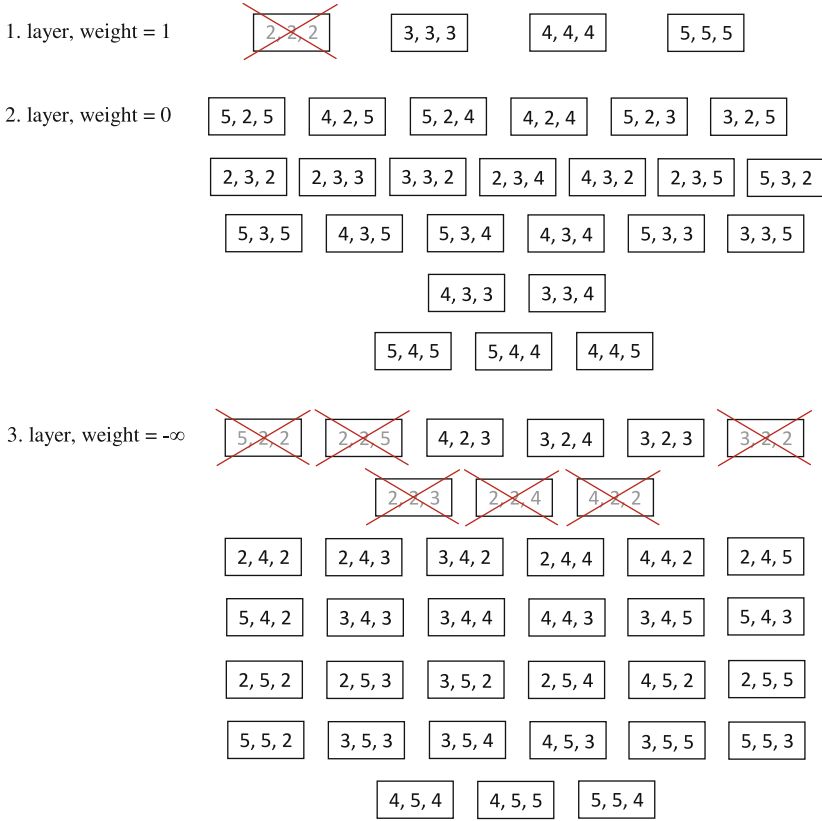 1. layer, weight = 1 2, 2, 2 3, 3, 3 4, 4, 4 5, 5, 5
2. layer, weight = 0 5, 2, 5 4, 2, 5 5, 2, 4 4, 2, 4 5, 2, 3 3, 2, 5
2, 3, 2 2, 3, 3 3, 3, 2 2, 3, 4 4, 3, 2 2, 3, 5 5, 3, 2
5, 3, 5 4, 3, 5 5, 3, 4 4, 3, 4 5, 3, 3 3, 3, 5
4, 3, 3 3, 3, 4
5, 4, 5 5, 4, 4 4, 4, 5
3. layer, weight = -∞ 5, 2, 2 2, 2, 5 4, 2, 3 3, 2, 4 3, 2, 3 3, 2, 2
2, 2, 3 2, 2, 4 4, 2, 2
2, 4, 2 2, 4, 3 3, 4, 2 2, 4, 4 4, 4, 2 2, 4, 5
5, 4, 2 3, 4, 3 3, 4, 4 4, 4, 3 3, 4, 5 5, 4, 3
2, 5, 2 2, 5, 3 3, 5, 2 2, 5, 4 4, 5, 2 2, 5, 5
5, 5, 2 3, 5, 3 3, 5, 4 4, 5, 3 3, 5, 5 5, 5, 3
4, 5, 4 4, 5, 5 5, 5, 4